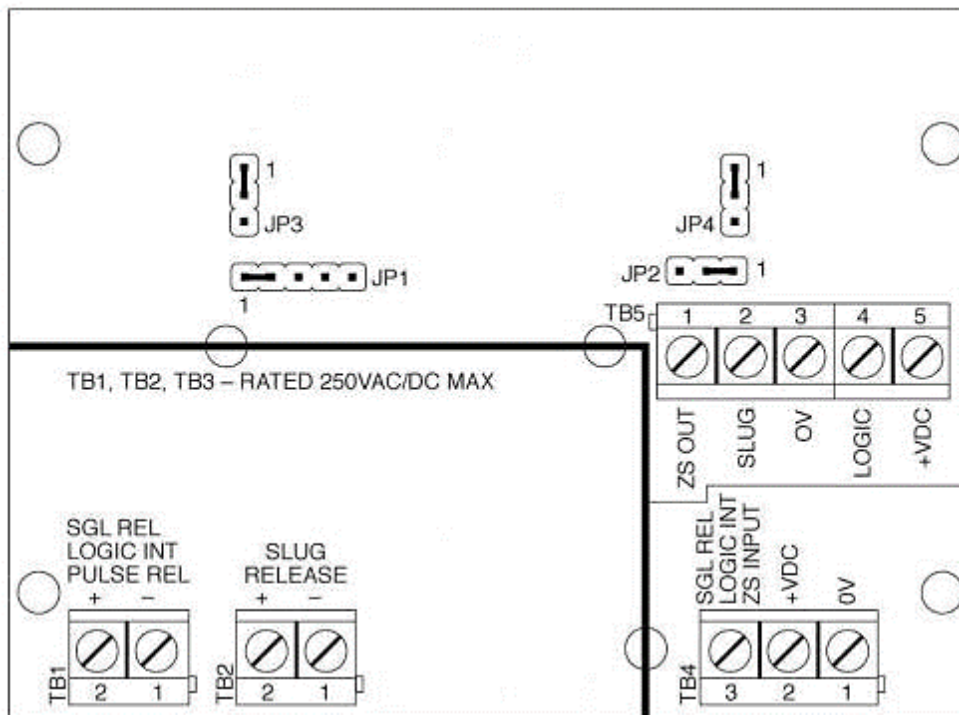 1
1
JP3
JP4
JP1
JP2
1
1
TB5
1 2 3 4 5
TB1, TB2, TB3 – RATED 250VAC/DC MAX
ZS OUT
SLUG
OV
LOGIC
+VDC
SGL REL
LOGIC INT
PULSE REL
+ –
SLUG
RELEASE
+ –
SGL REL
LOGIC INT
ZS INPUT
+VDC
0V
TB1
2 1
TB2
2 1
TB4
3 2 1